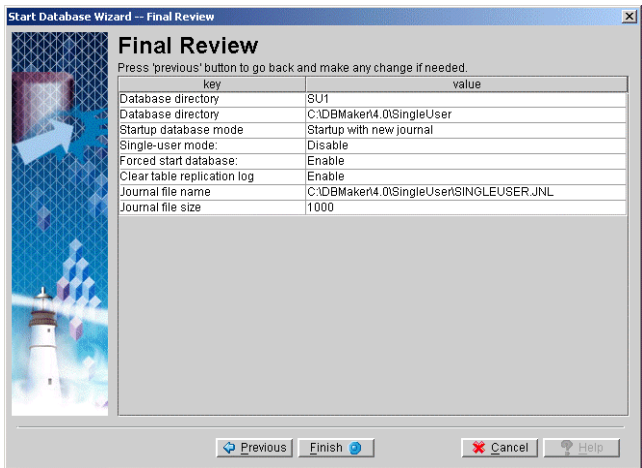 Start Database Wizard -- Final Review
Final Review
Press 'previous' button to go back and make any change if needed.
key value
Database directory SU1
Database directory C:\DBMaker\4.0\SingleUser
Startup database mode Startup with new journal
Single-user mode: Disable
Forced start database: Enable
Clear table replication log Enable
Journal file name C:\DBMaker\4.0\SingleUser\SINGLEUSER.JNL
Journal file size 1000
Previous Finish Cancel Help